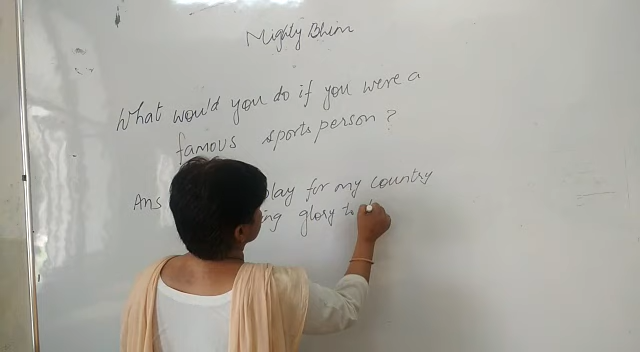 Mighty Bhim
What would you do if you were a
famous sports person?
Ans play for my country
glory to